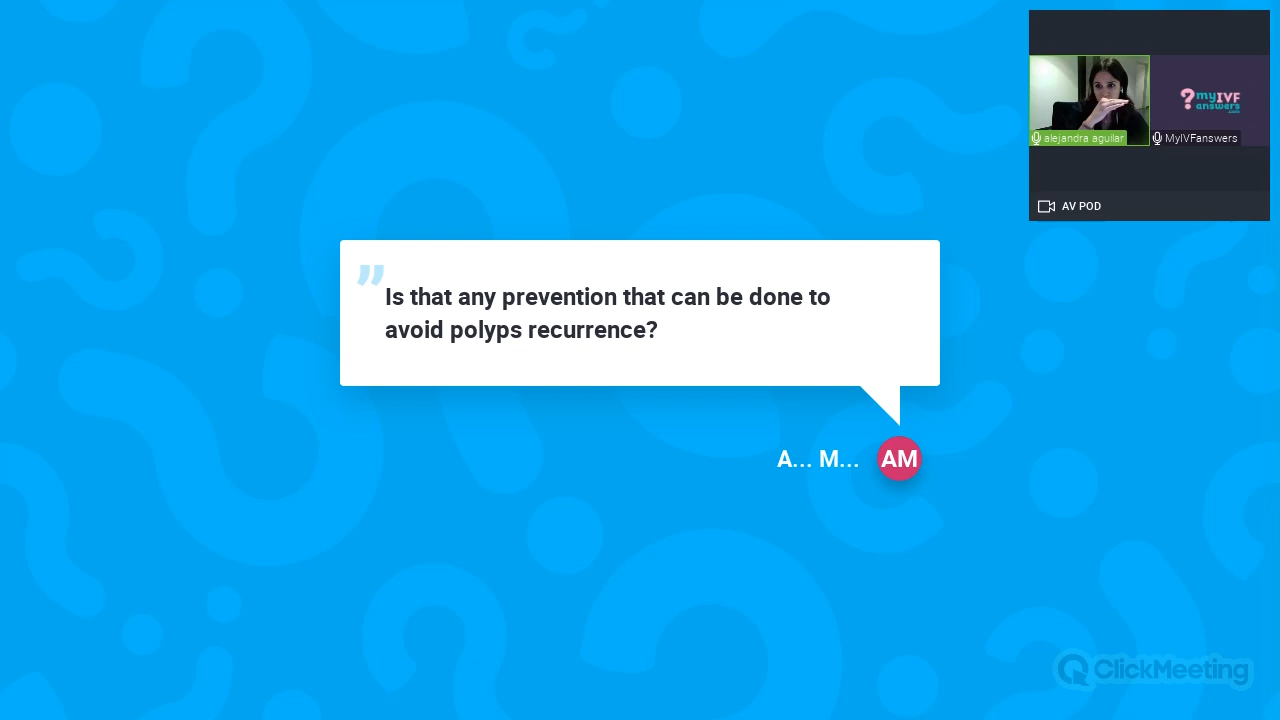 alejandra aguilar
MyIVFanswers
? myIVF
answers
.com
AV POD
Is that any prevention that can be done to
avoid polyps recurrence?
A... M...
AM
ClickMeeting